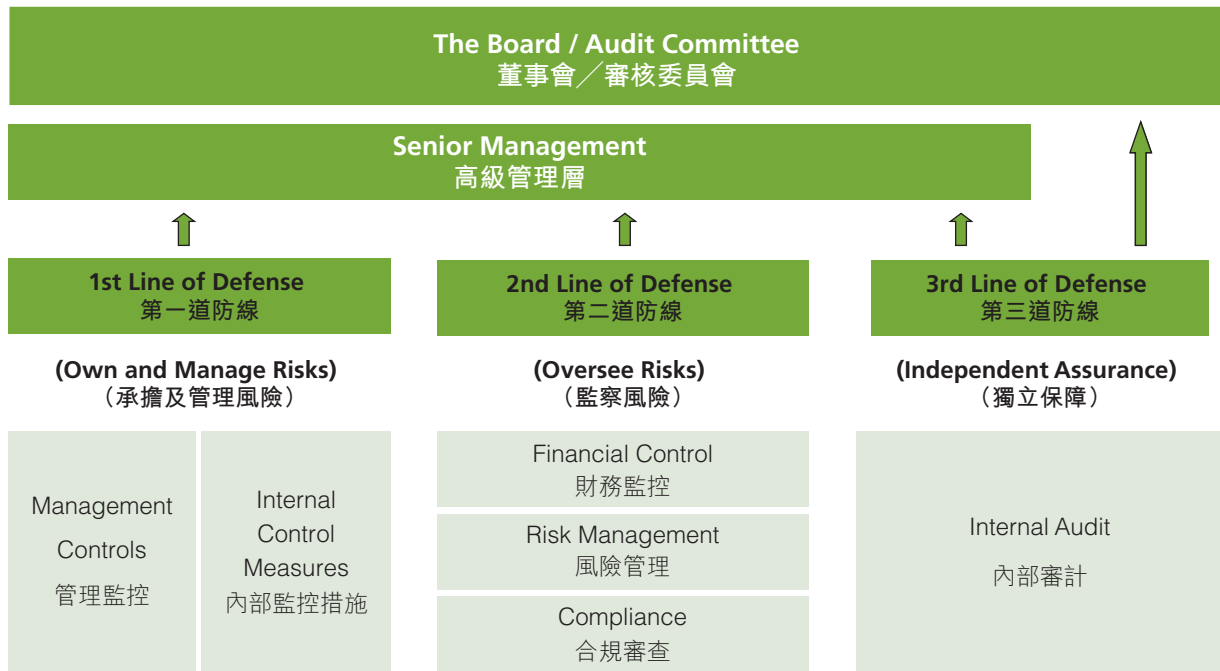 The Board / Audit Committee
董事會╱審核委員會
Senior Management
高級管理層
1st Line of Defense
第一道防線
2nd Line of Defense
第二道防線
3rd Line of Defense
第三道防線
(Own and Manage Risks)
（承擔及管理風險）
(Oversee Risks)
（監察風險）
(Independent Assurance)
（獨立保障）
Management
Controls
管理監控
Internal
Control
Measures
內部監控措施
Financial Control
財務監控
Risk Management
風險管理
Compliance
合規審查
Internal Audit
內部審計